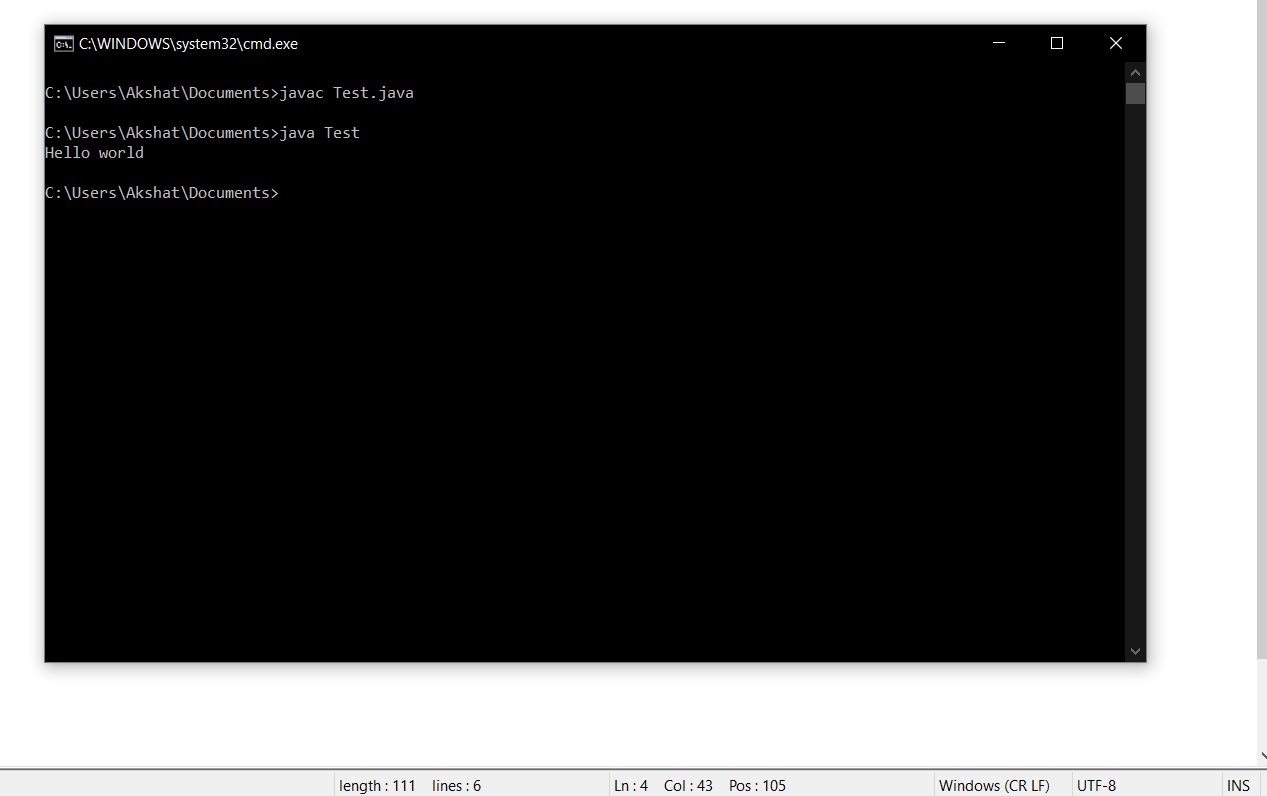 C:\WINDOWS\system32\cmd.exe
C:\Users\Akshat\Documents>javac Test.java
C:\Users\Akshat\Documents>java Test
Hello world
C:\Users\Akshat\Documents>
length : 111 lines : 6 Ln : 4 Col : 43 Pos : 105 Windows (CR LF) UTF-8 INS